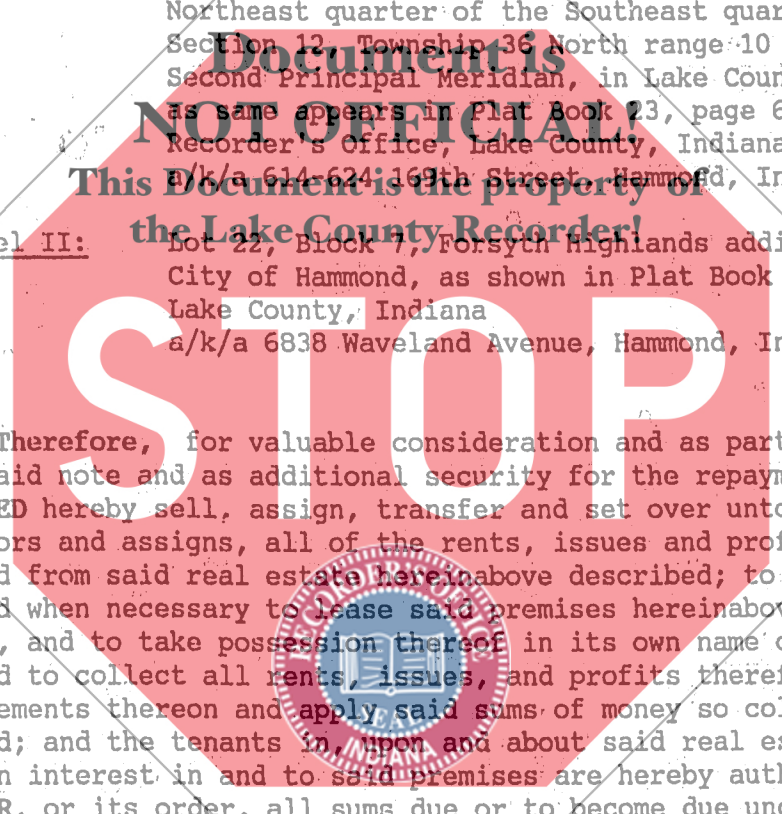 Northeast quarter of the Southeast quar
Section 12, Township 36 North range 10
Document is
Second Principal Meridian, in Lake Coun
as same appears in Plat Book 23, page 6
NOT OFFICIAL!
Recorder's Office, Lake County, Indiana
a/k/a 614-624 169th Street, Hammond, In
This Document is the property of
the Lake County Recorder!
el II: Lot 22, Block 7, Forsyth Highlands addi
City of Hammond, as shown in Plat Book
Lake County, Indiana
a/k/a 6838 Waveland Avenue, Hammond, In
STOP
Therefore, for valuable consideration and as part
aid note and as additional security for the repaym
ED hereby sell, assign, transfer and set over unto
ors and assigns, all of the rents, issues and prof
d from said real estate hereinabove described; to
d when necessary to lease said premises hereinabov
, and to take possession thereof in its own name o
d to collect all rents, issues, and profits theref
ements thereon and apply said sums of money so col
d; and the tenants in, upon and about said real es
n interest in and to said premises are hereby auth
R, or its order, all sums due or to become due und
RECORDER'S OFFICE
SEAL
INDIANA